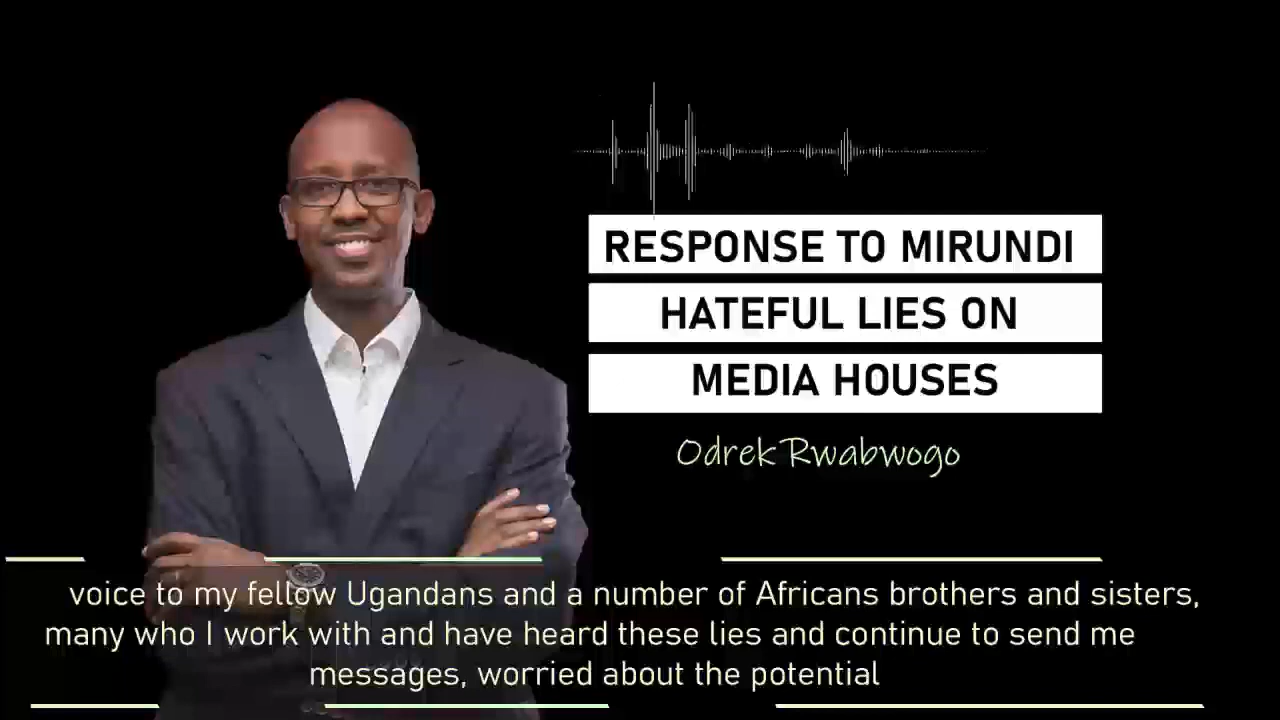 RESPONSE TO MIRUNDI
HATEFUL LIES ON
MEDIA HOUSES
Odrek Rwabwogo
voice to my fellow Ugandans and a number of Africans brothers and sisters,
many who I work with and have heard these lies and continue to send me
messages, worried about the potential